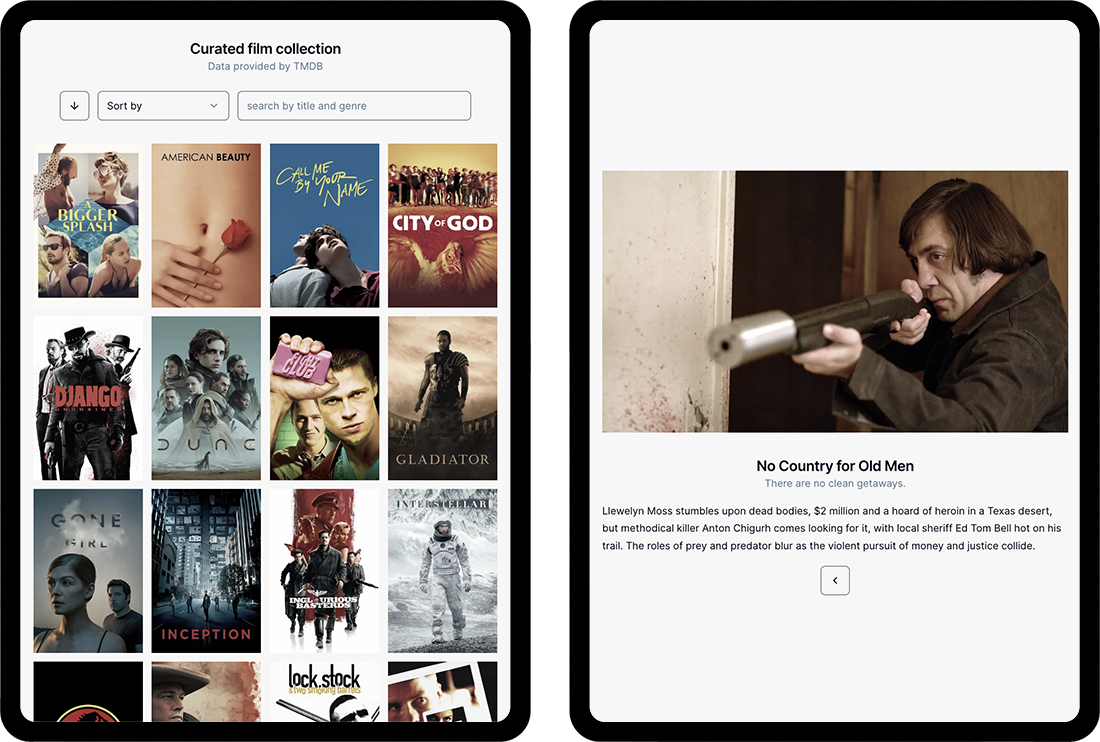 Curated film collection
Data provided by TMDB
Sort by
search by title and genre
A
BIGGER
SPLASH
AMERICAN BEAUTY
CALL ME
BY YOUR
NAME
CITY OF GOD
DJANGO
UNCHAINED
DUNE
FIGHT
CLUB
GLADIATOR
GONE
GIRL
INCEPTION
INGLOURIOUS
BASTERDS
INTERSTELLAR
lock, stock
& two smoking barrels
No Country for Old Men
There are no clean getaways.
Llewelyn Moss stumbles upon dead bodies, $2 million and a hoard of heroin in a Texas desert,
but methodical killer Anton Chigurh comes looking for it, with local sheriff Ed Tom Bell hot on his
trail. The roles of prey and predator blur as the violent pursuit of money and justice collide.